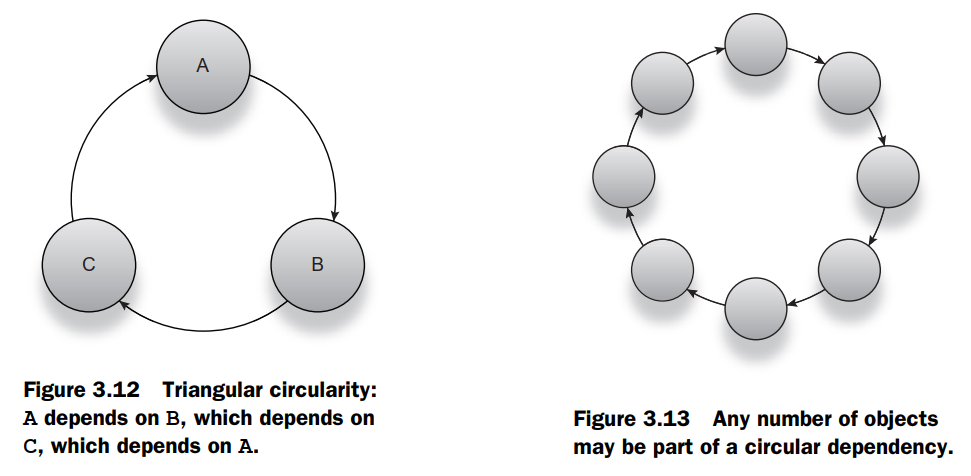 A
C
B
Figure 3.12 Triangular circularity:
A depends on B, which depends on
C, which depends on A.
Figure 3.13 Any number of objects
may be part of a circular dependency.